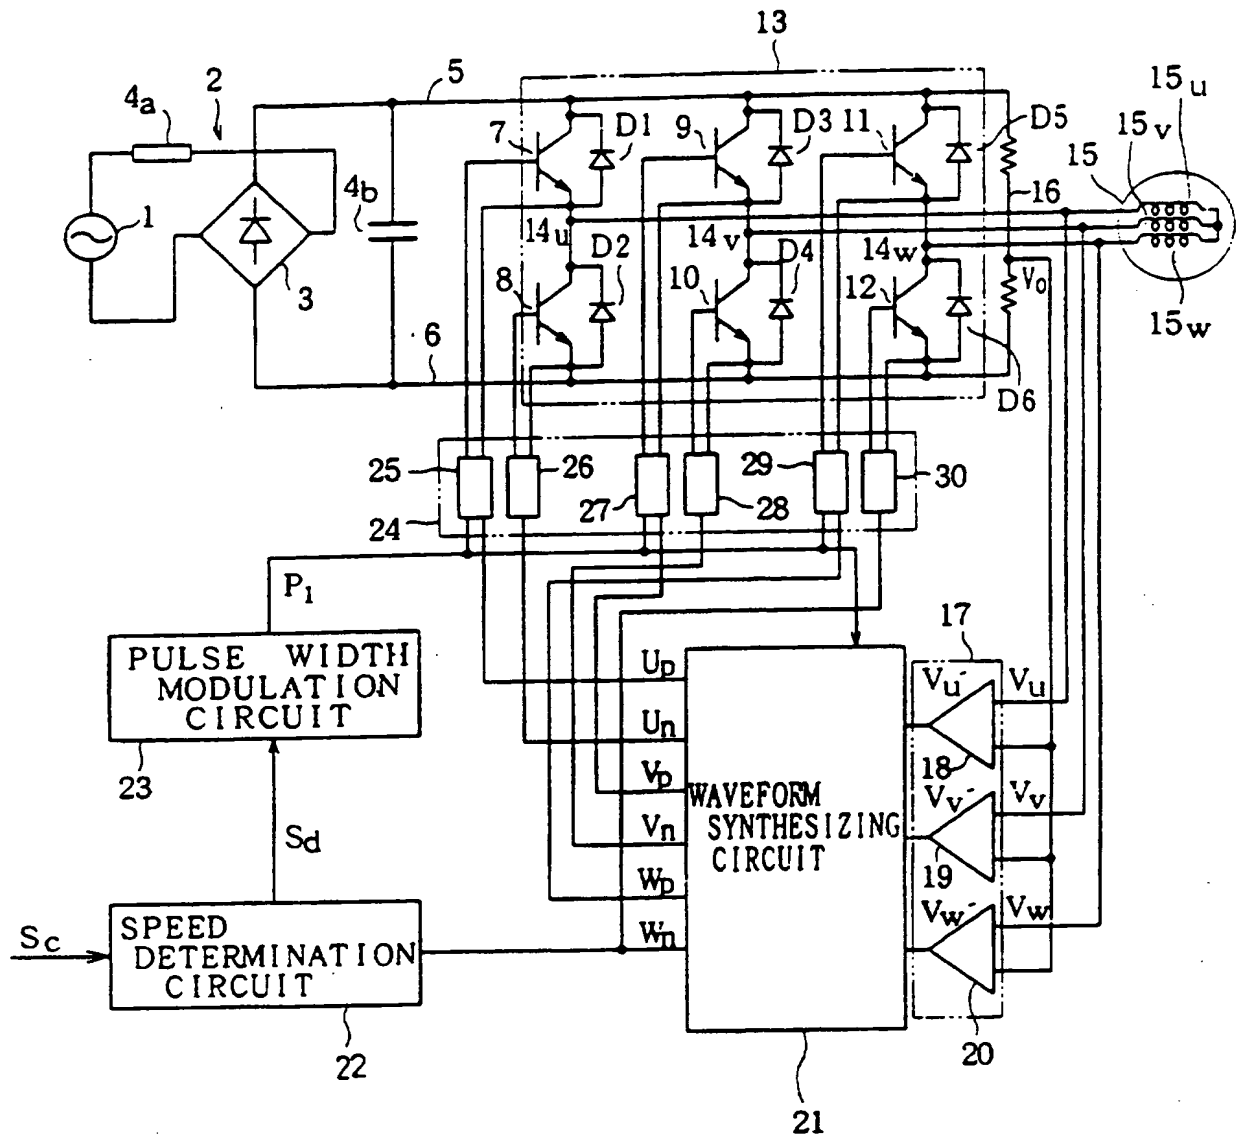 13
2
5
15u
4a
7
D1
9
D3
11
D5
15v
15
16
1
4b
14u
14v
14w
D2
D4
V0
3
8
10
12
15w
6
D6
25
26
27
28
29
30
24
P1
17
PULSE WIDTH
MODULATION
CIRCUIT
Up
Vu'
Vu
23
Un
18
Vp
WAVEFORM
SYNTHESIZING
CIRCUIT
Vv'
Vv
Sd
Vn
19
Wp
Vw'
Vw
Sc
SPEED
DETERMINATION
CIRCUIT
Wn
22
20
21